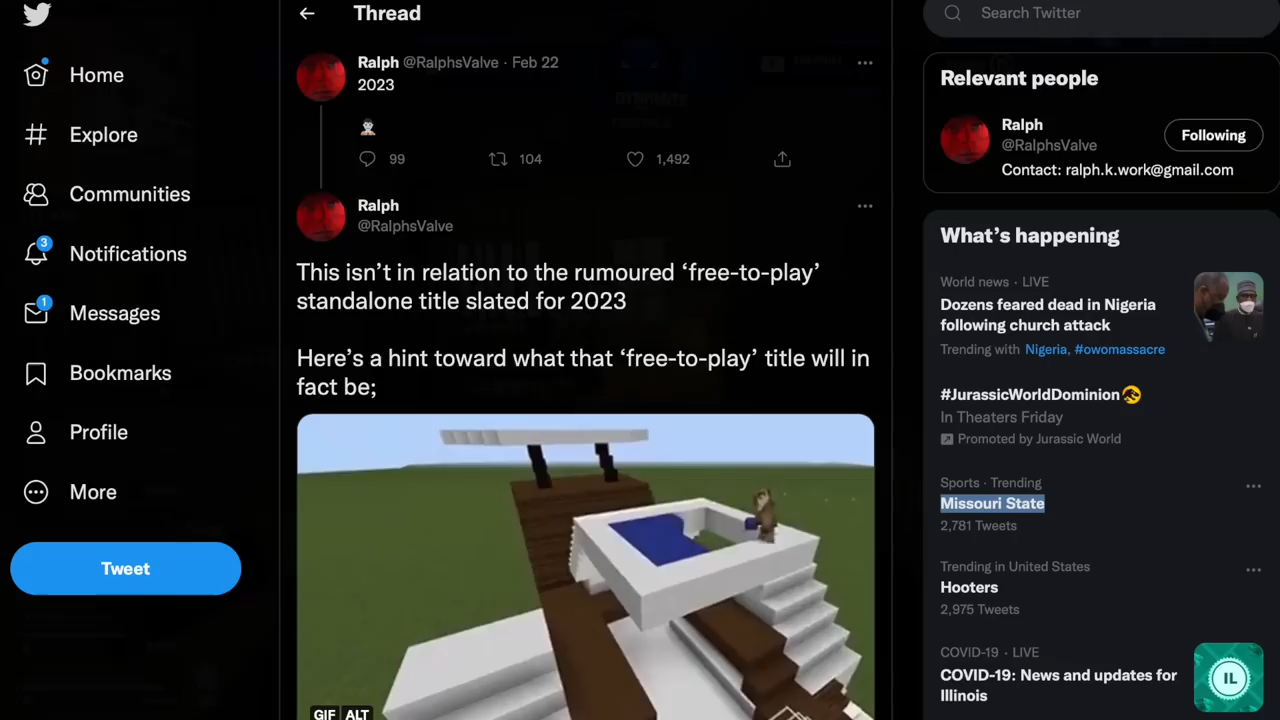 Home
Explore
Communities
3
Notifications
1
Messages
Bookmarks
Profile
More
Tweet
Thread
Ralph @RalphsValve · Feb 22
2023
99 104 1,492
Ralph
@RalphsValve
This isn't in relation to the rumoured ‘free-to-play’
standalone title slated for 2023
Here's a hint toward what that ‘free-to-play’ title will in
fact be;
GIF ALT
Search Twitter
Relevant people
Ralph
@RalphsValve
Following
Contact: ralph.k.work@gmail.com
What's happening
World news · LIVE
Dozens feared dead in Nigeria
following church attack
Trending with Nigeria, #owomassacre
#JurassicWorldDominion
In Theaters Friday
Promoted by Jurassic World
Sports · Trending
Missouri State
2,781 Tweets
Trending in United States
Hooters
2,975 Tweets
COVID-19 · LIVE
COVID-19: News and updates for
Illinois
IL